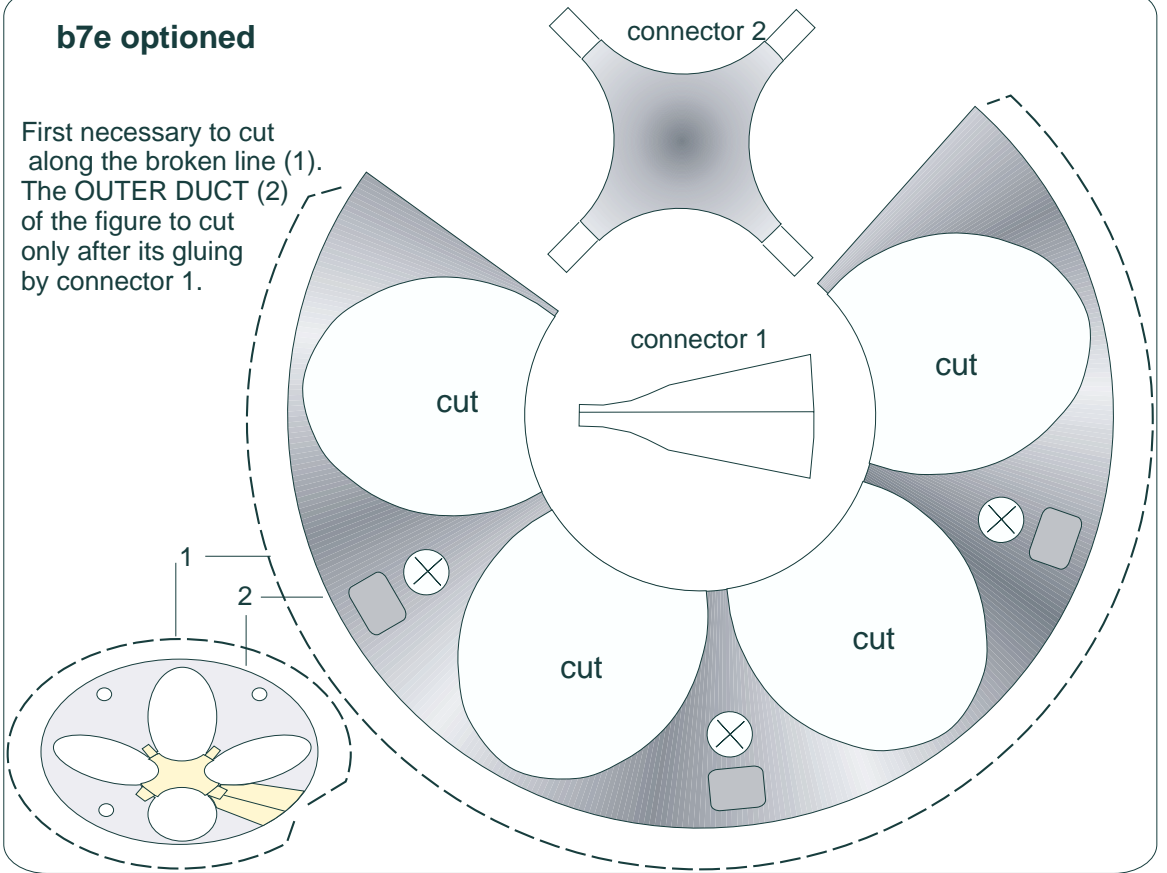 b7e optioned
connector 2
First necessary to cut
along the broken line (1).
The OUTER DUCT (2)
of the figure to cut
only after its gluing
by connector 1.
connector 1
cut
cut
cut
cut
1
2